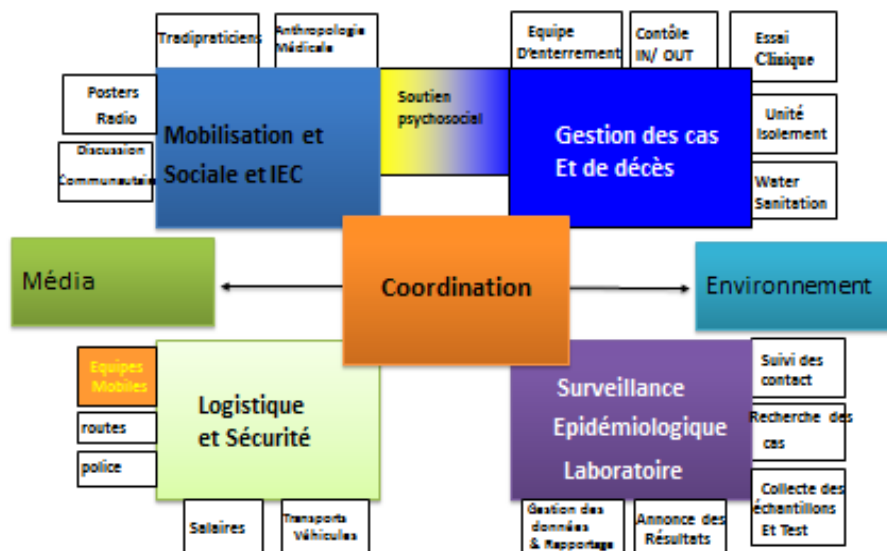 Tradipraticiens
Anthropologie
Médicale
Equipe
D'enterrement
Contôle
IN/ OUT
Essai
Clinique
Posters
Radio
Discussion
Communautaire
Mobilisation et
Sociale et IEC
Soutien
psychosocial
Gestion des cas
Et de décès
Unité
Isolement
Water
Sanitation
Média
Coordination
Environnement
Equipes
Mobiles
routes
police
Logistique
et Sécurité
Surveillance
Epidémiologique
Laboratoire
Suivi des
contact
Recherche des
cas
Collecte des
échantillons
Et Test
Salaires
Transports
Véhicules
Gestion des
données
& Rapportage
Annonce des
Résultats